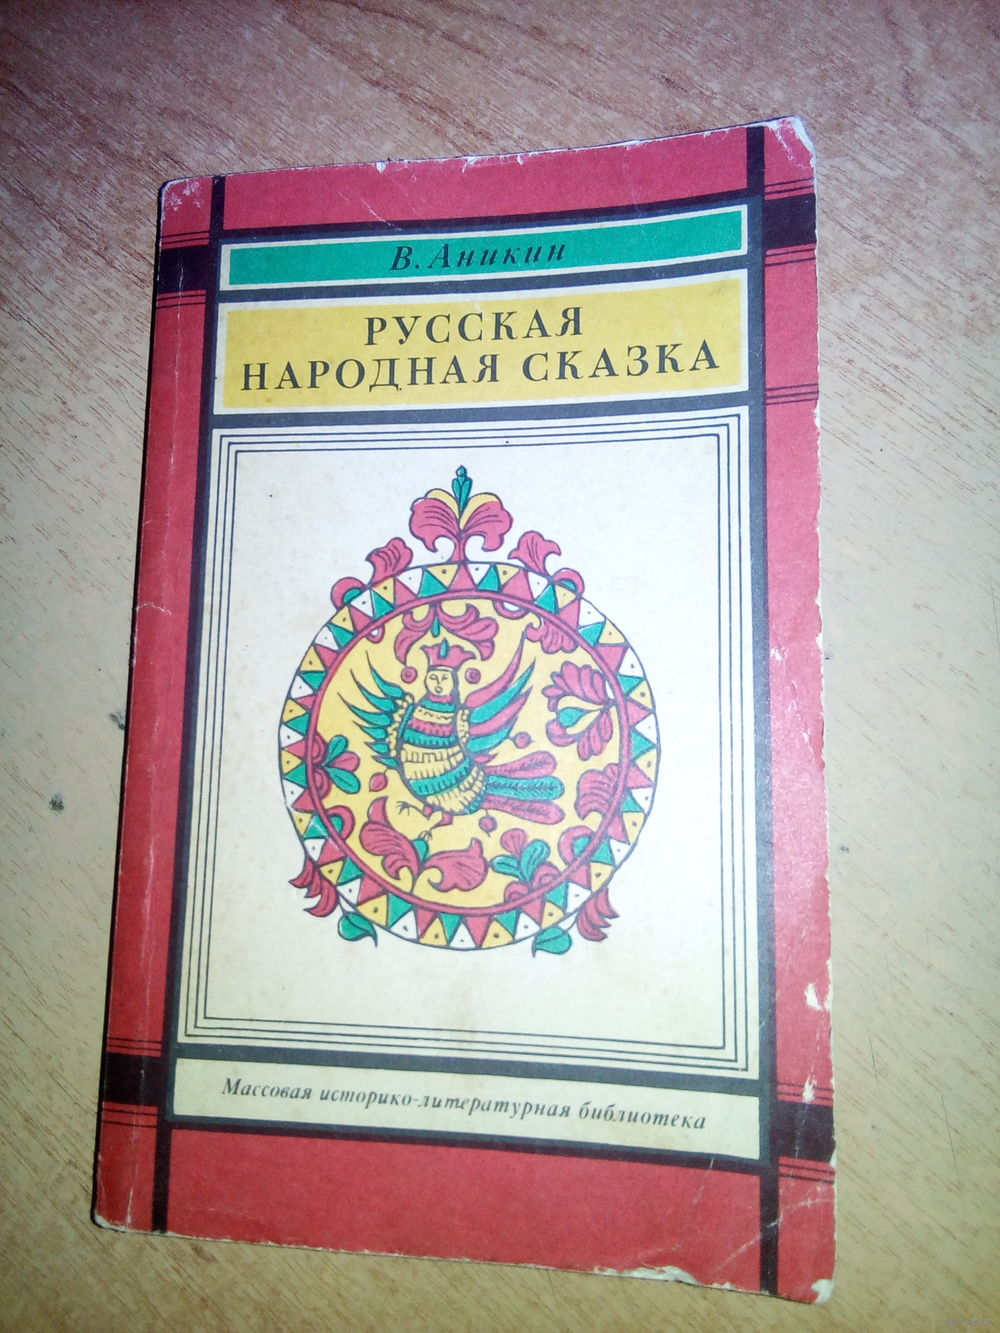 В. Аникин
РУССКАЯ
НАРОДНАЯ СКАЗКА
Массовая историко-литературная библиотека